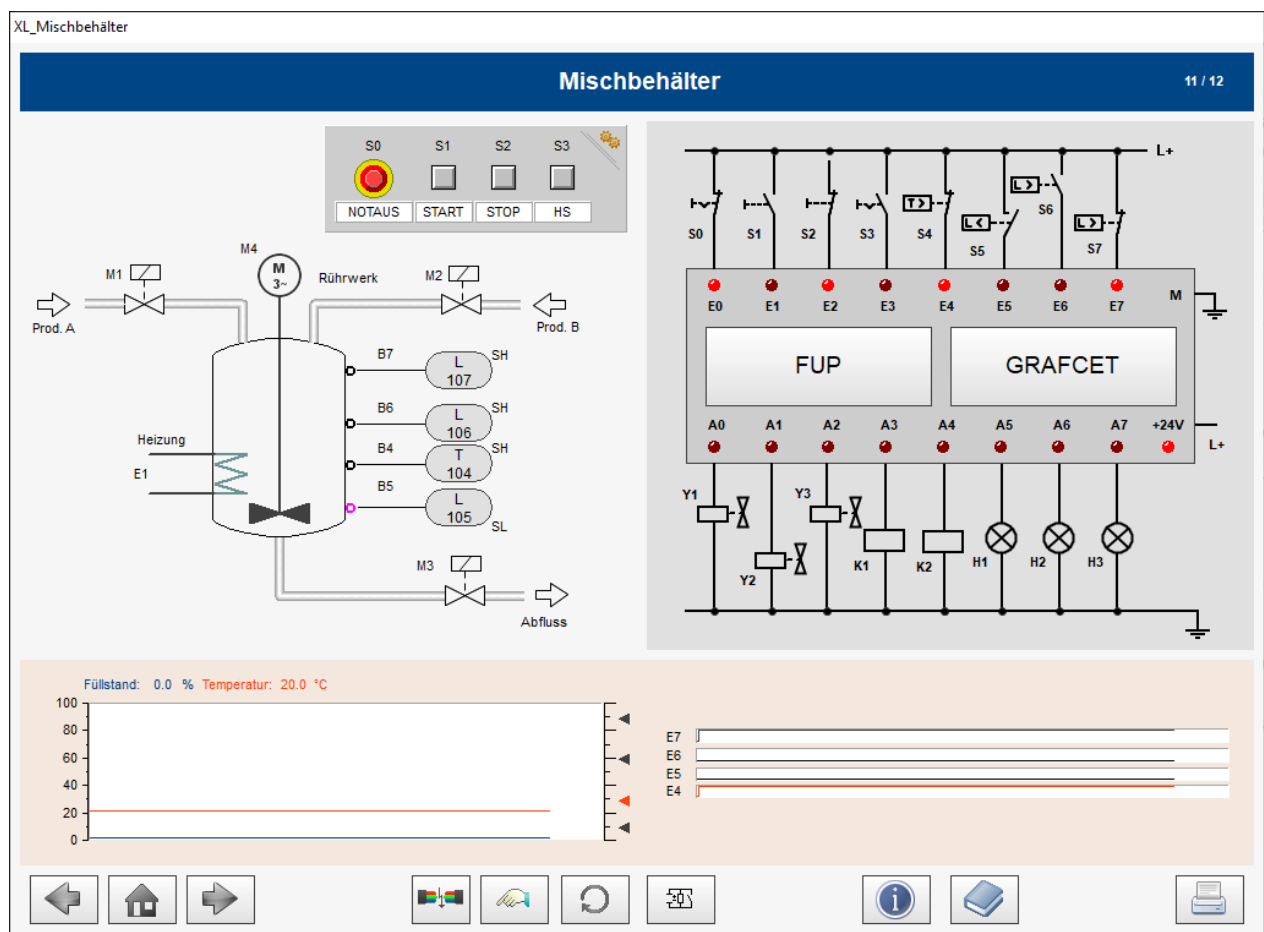 XL_Mischbehälter
Mischbehälter
11 / 12
S0 S1 S2 S3
NOTAUS START STOP HS
M4
M
3~
Rührwerk
M1
M2
Prod. A
Prod. B
B7
L
107
SH
B6
L
106
SH
B4
T
104
SH
B5
L
105
SL
Heizung
E1
M3
Abfluss
L+
L >
S6
T >
L <
L >
S0 S1 S2 S3 S4 S5 S7
E0 E1 E2 E3 E4 E5 E6 E7
M
FUP
GRAFCET
A0 A1 A2 A3 A4 A5 A6 A7 +24V
L+
Y1
Y3
Y2
K1
K2
H1
H2
H3
Füllstand: 0.0 % Temperatur: 20.0 °C
100
80
60
40
20
0
E7
E6
E5
E4